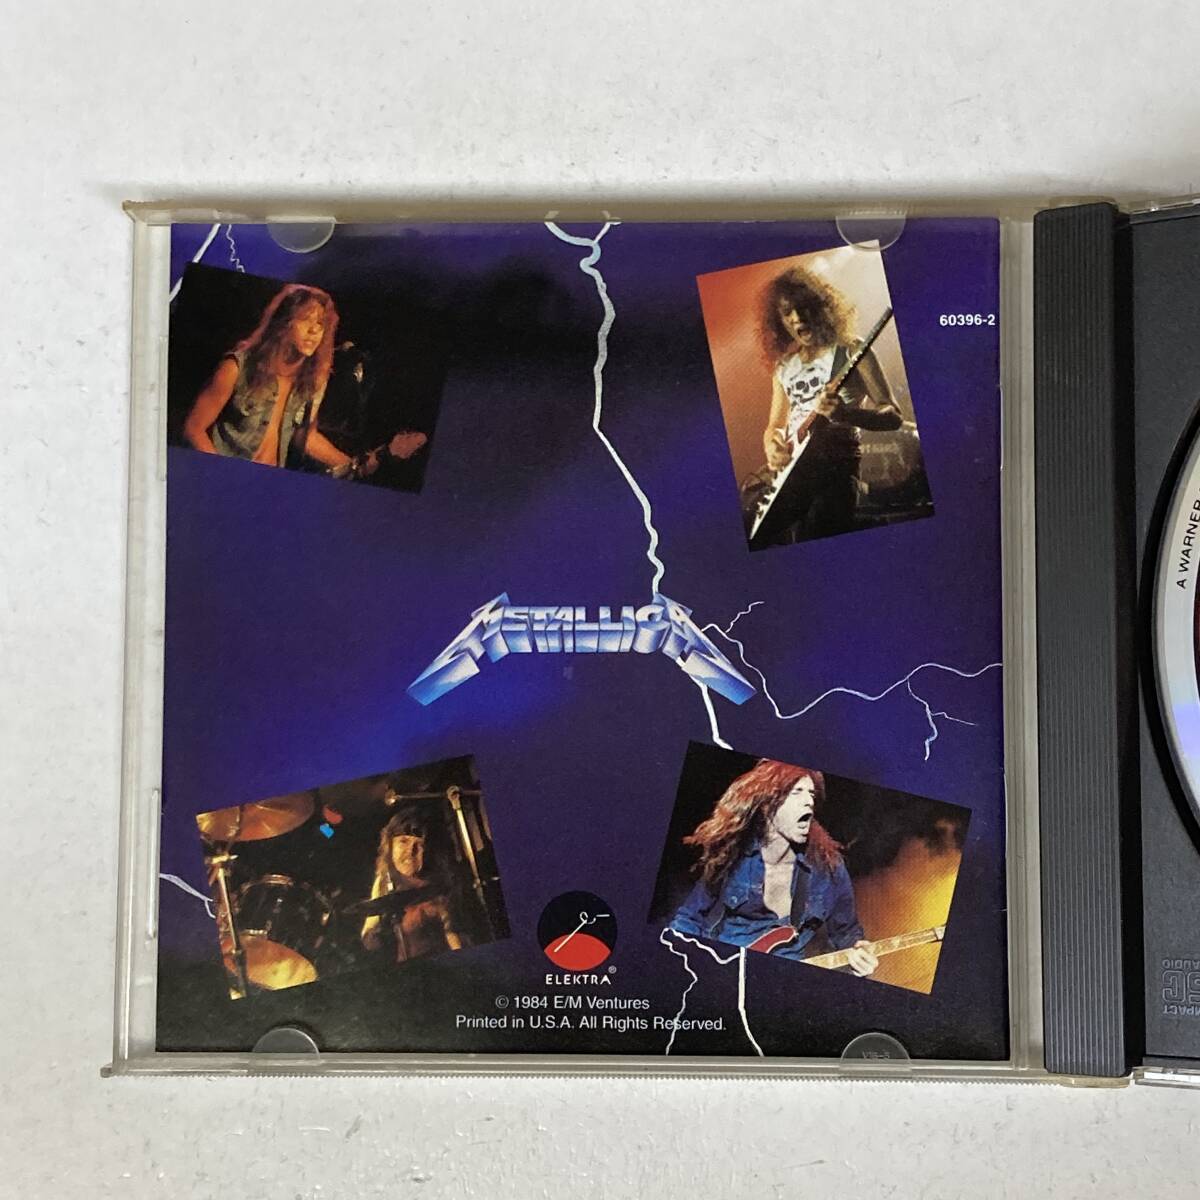 60396-2
METALLICA
ELEKTRA®
© 1984 E/M Ventures
Printed in U.S.A. All Rights Reserved.
A WARNER